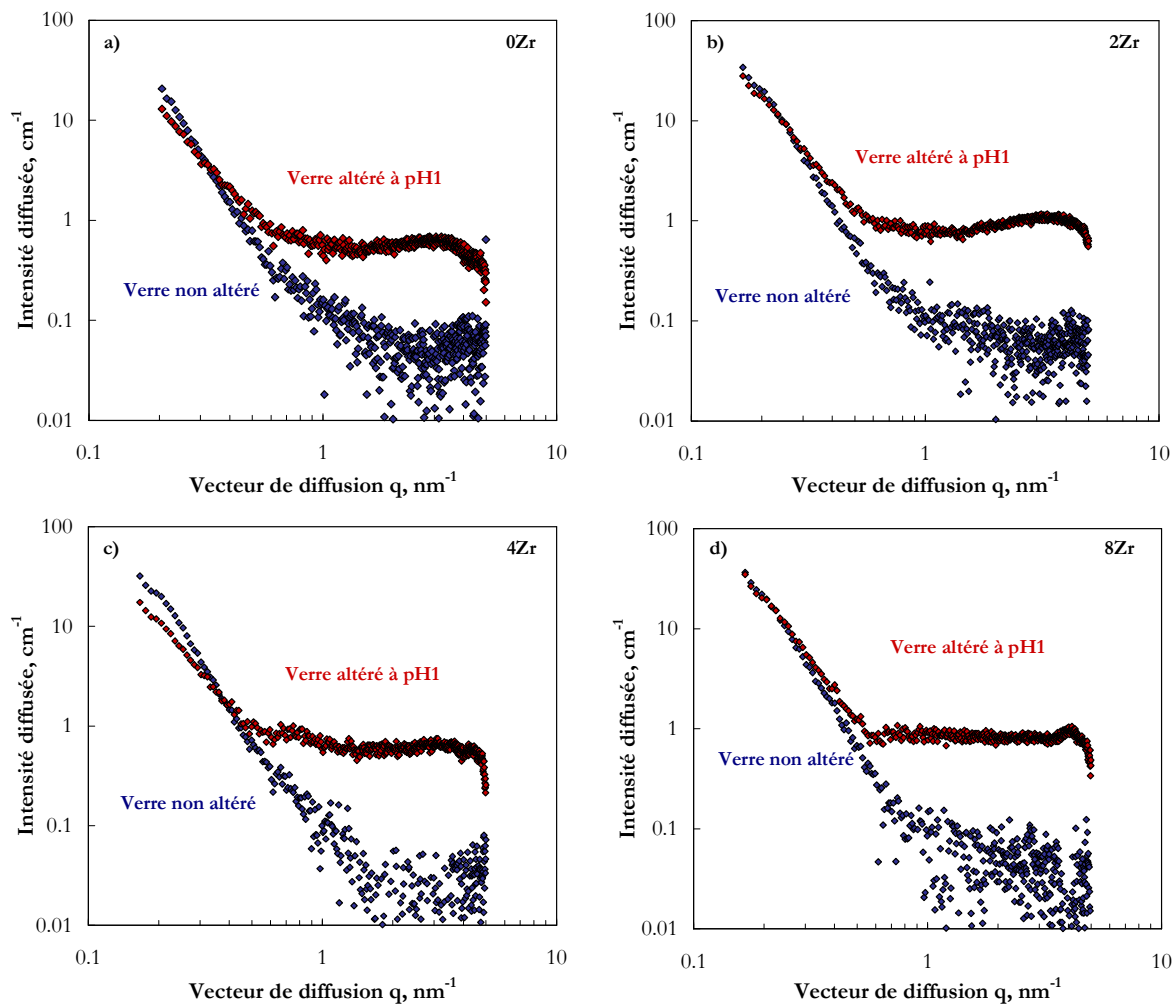 a)
0Zr
100
10
1
0.1
0.01
Intensité diffusée, cm-1
Verre altéré à pH1
Verre non altéré
0.1
1
10
Vecteur de diffusion q, nm-1
b)
2Zr
100
10
1
0.1
0.01
Intensité diffusée, cm-1
Verre altéré à pH1
Verre non altéré
0.1
1
10
Vecteur de diffusion q, nm-1
c)
4Zr
100
10
1
0.1
0.01
Intensité diffusée, cm-1
Verre altéré à pH1
Verre non altéré
0.1
1
10
Vecteur de diffusion q, nm-1
d)
8Zr
100
10
1
0.1
0.01
Intensité diffusée, cm-1
Verre altéré à pH1
Verre non altéré
0.1
1
10
Vecteur de diffusion q, nm-1